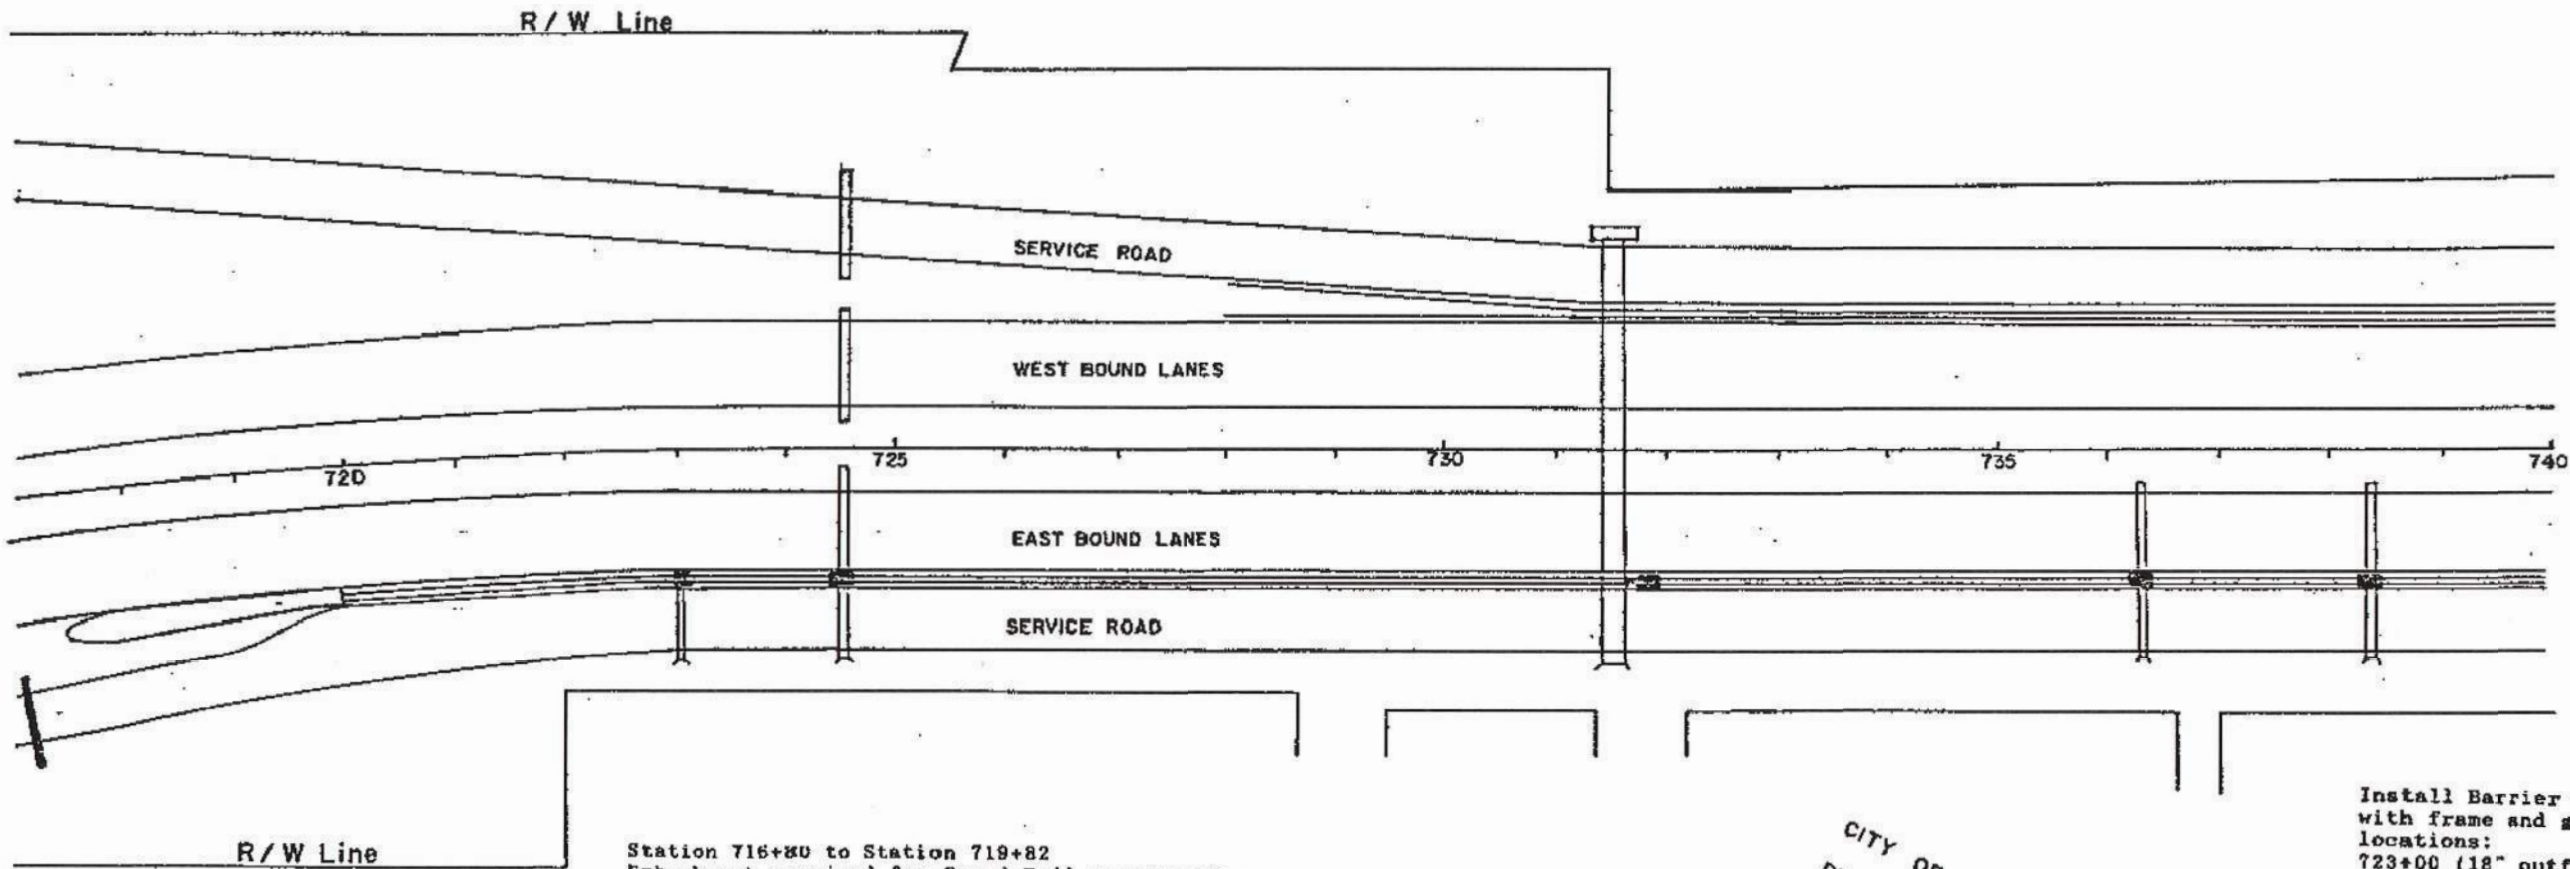 R/W Line
SERVICE ROAD
WEST BOUND LANES
720
725
730
735
740
EAST BOUND LANES
SERVICE ROAD
R/W Line
Station 716+80 to Station 719+82
CITY OF
Install Barrier
with frame and
locations:
723+00 (18"